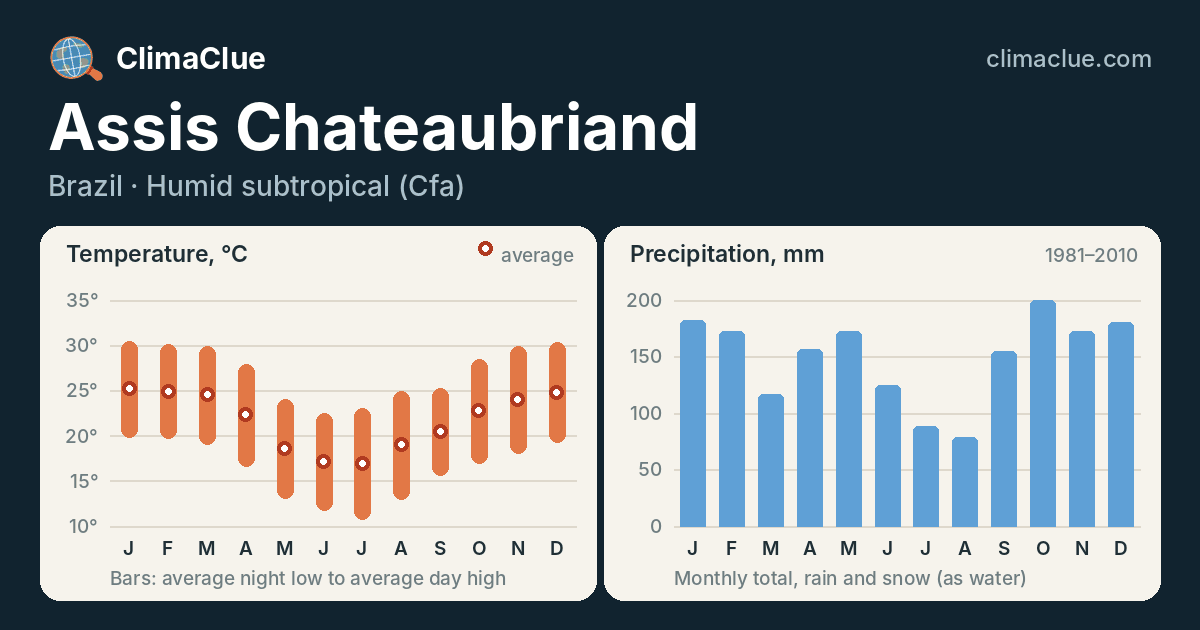 ClimaClue
climaclue.com
Assis Chateaubriand
Brazil · Humid subtropical (Cfa)
Temperature, °C
average
35°
30°
25°
20°
15°
10°
J F M A M J J A S O N D
Bars: average night low to average day high
Precipitation, mm
1981–2010
200
150
100
50
0
J F M A M J J A S O N D
Monthly total, rain and snow (as water)